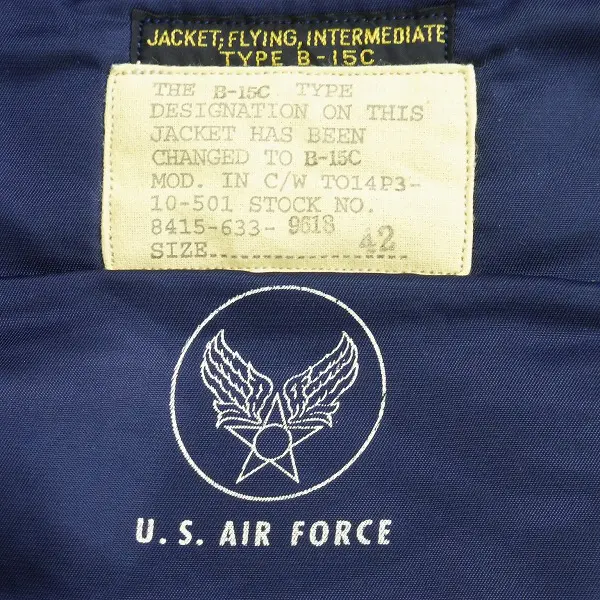 JACKET, FLYING, INTERMEDIATE
TYPE B-15C
THE B-15C TYPE
DESIGNATION ON THIS
JACKET HAS BEEN
CHANGED TO B-15C
MOD. IN C/W TO14P3-
10-501 STOCK NO.
8415-633-9618
SIZE..................42
U.S. AIR FORCE